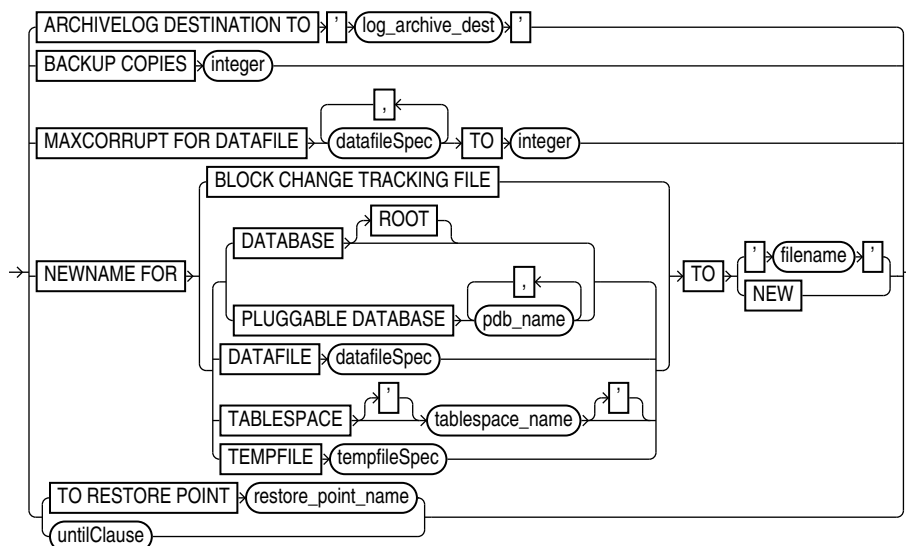 ARCHIVELOG DESTINATION TO ' log_archive_dest '
BACKUP COPIES integer
,
MAXCORRUPT FOR DATAFILE datafileSpec TO integer
BLOCK CHANGE TRACKING FILE
ROOT
DATABASE
' filename '
NEWNAME FOR TO
NEW
,
PLUGGABLE DATABASE pdb_name
DATAFILE datafileSpec
' '
TABLESPACE tablespace_name
TEMPFILE tempfileSpec
TO RESTORE POINT restore_point_name
untilClause